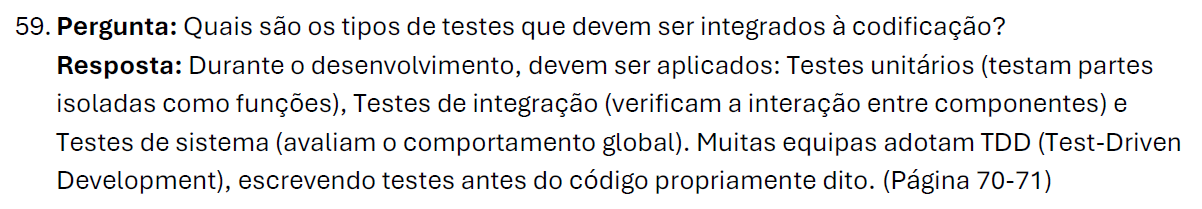 59. Pergunta: Quais são os tipos de testes que devem ser integrados à codificação?
Resposta: Durante o desenvolvimento, devem ser aplicados: Testes unitários (testam partes
isoladas como funções), Testes de integração (verificam a interação entre componentes) e
Testes de sistema (avaliam o comportamento global). Muitas equipas adotam TDD (Test-Driven
Development), escrevendo testes antes do código propriamente dito. (Página 70-71)